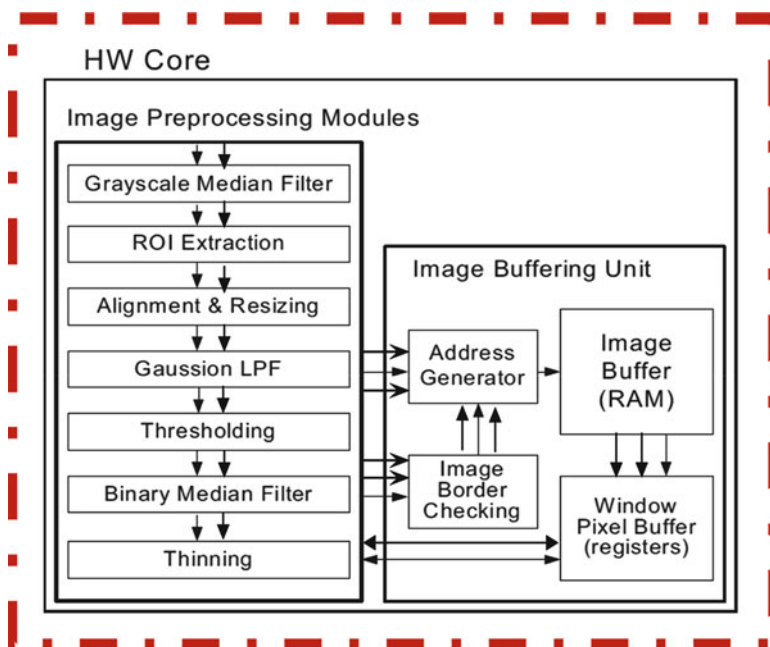 HW Core
Image Preprocessing Modules
Grayscale Median Filter
ROI Extraction
Alignment & Resizing
Gaussion LPF
Thresholding
Binary Median Filter
Thinning
Image Buffering Unit
Address
Generator
Image
Buffer
(RAM)
Image
Border
Checking
Window
Pixel Buffer
(registers)